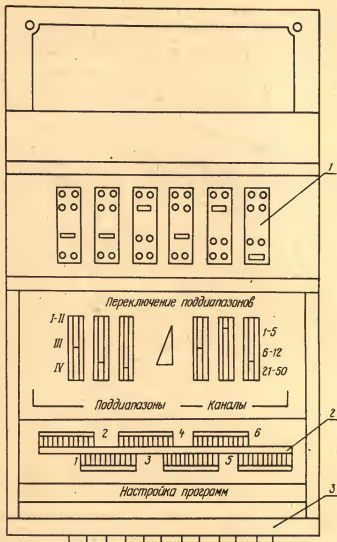 1
Переключение поддиапазонов
I-II
1-5
III
6-12
IV
21-50
Поддиапазоны Каналы
2 4 6
2
1 3 5
Настройка программ
3